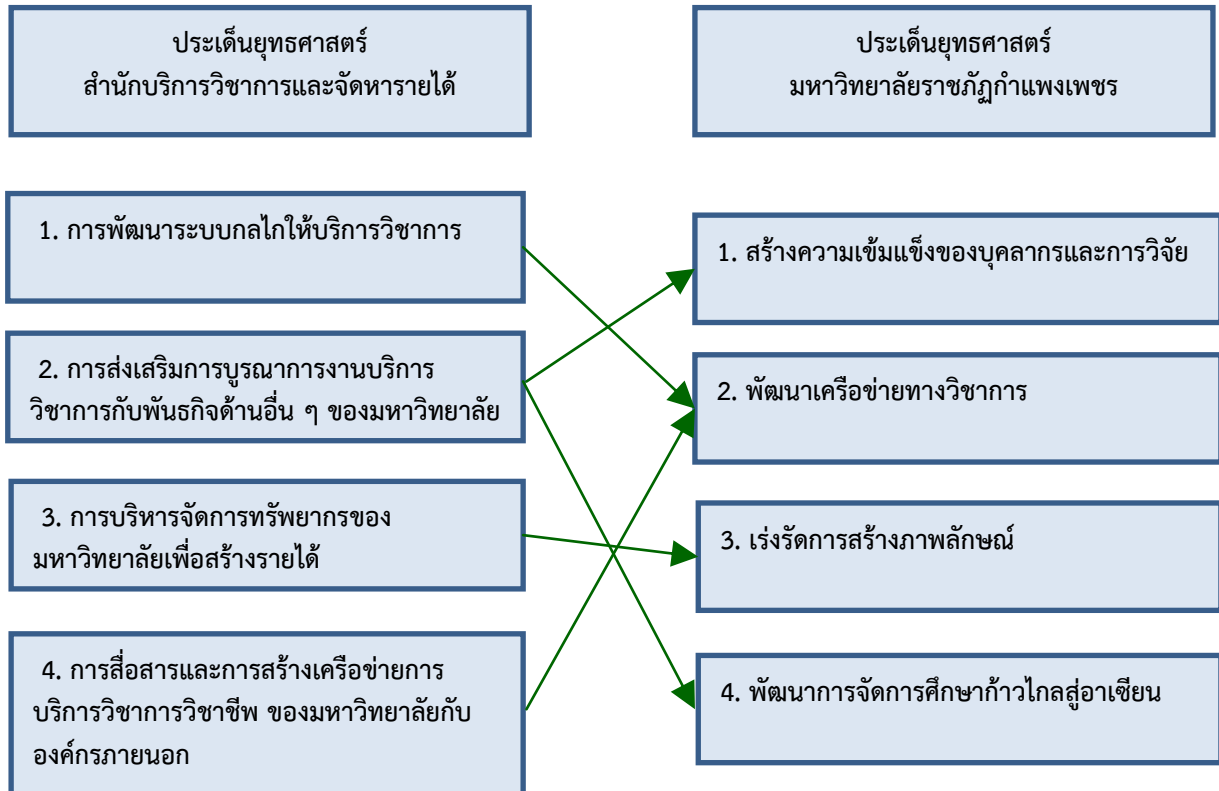 ประเด็นยุทธศาสตร์
สำนักบริการวิชาการและจัดหารายได้
ประเด็นยุทธศาสตร์
มหาวิทยาลัยราชภัฏกำแพงเพชร
1. การพัฒนาระบบกลไกให้บริการวิชาการ
2. การส่งเสริมการบูรณาการงานบริการ
วิชาการกับพันธกิจด้านอื่น ๆ ของมหาวิทยาลัย
3. การบริหารจัดการทรัพยากรของ
มหาวิทยาลัยเพื่อสร้างรายได้
4. การสื่อสารและการสร้างเครือข่ายการ
บริการวิชาการวิชาชีพ ของมหาวิทยาลัยกับ
องค์กรภายนอก
1. สร้างความเข้มแข็งของบุคลากรและการวิจัย
2. พัฒนาเครือข่ายทางวิชาการ
3. เร่งรัดการสร้างภาพลักษณ์
4. พัฒนาการจัดการศึกษาก้าวไกลสู่อาเซียน